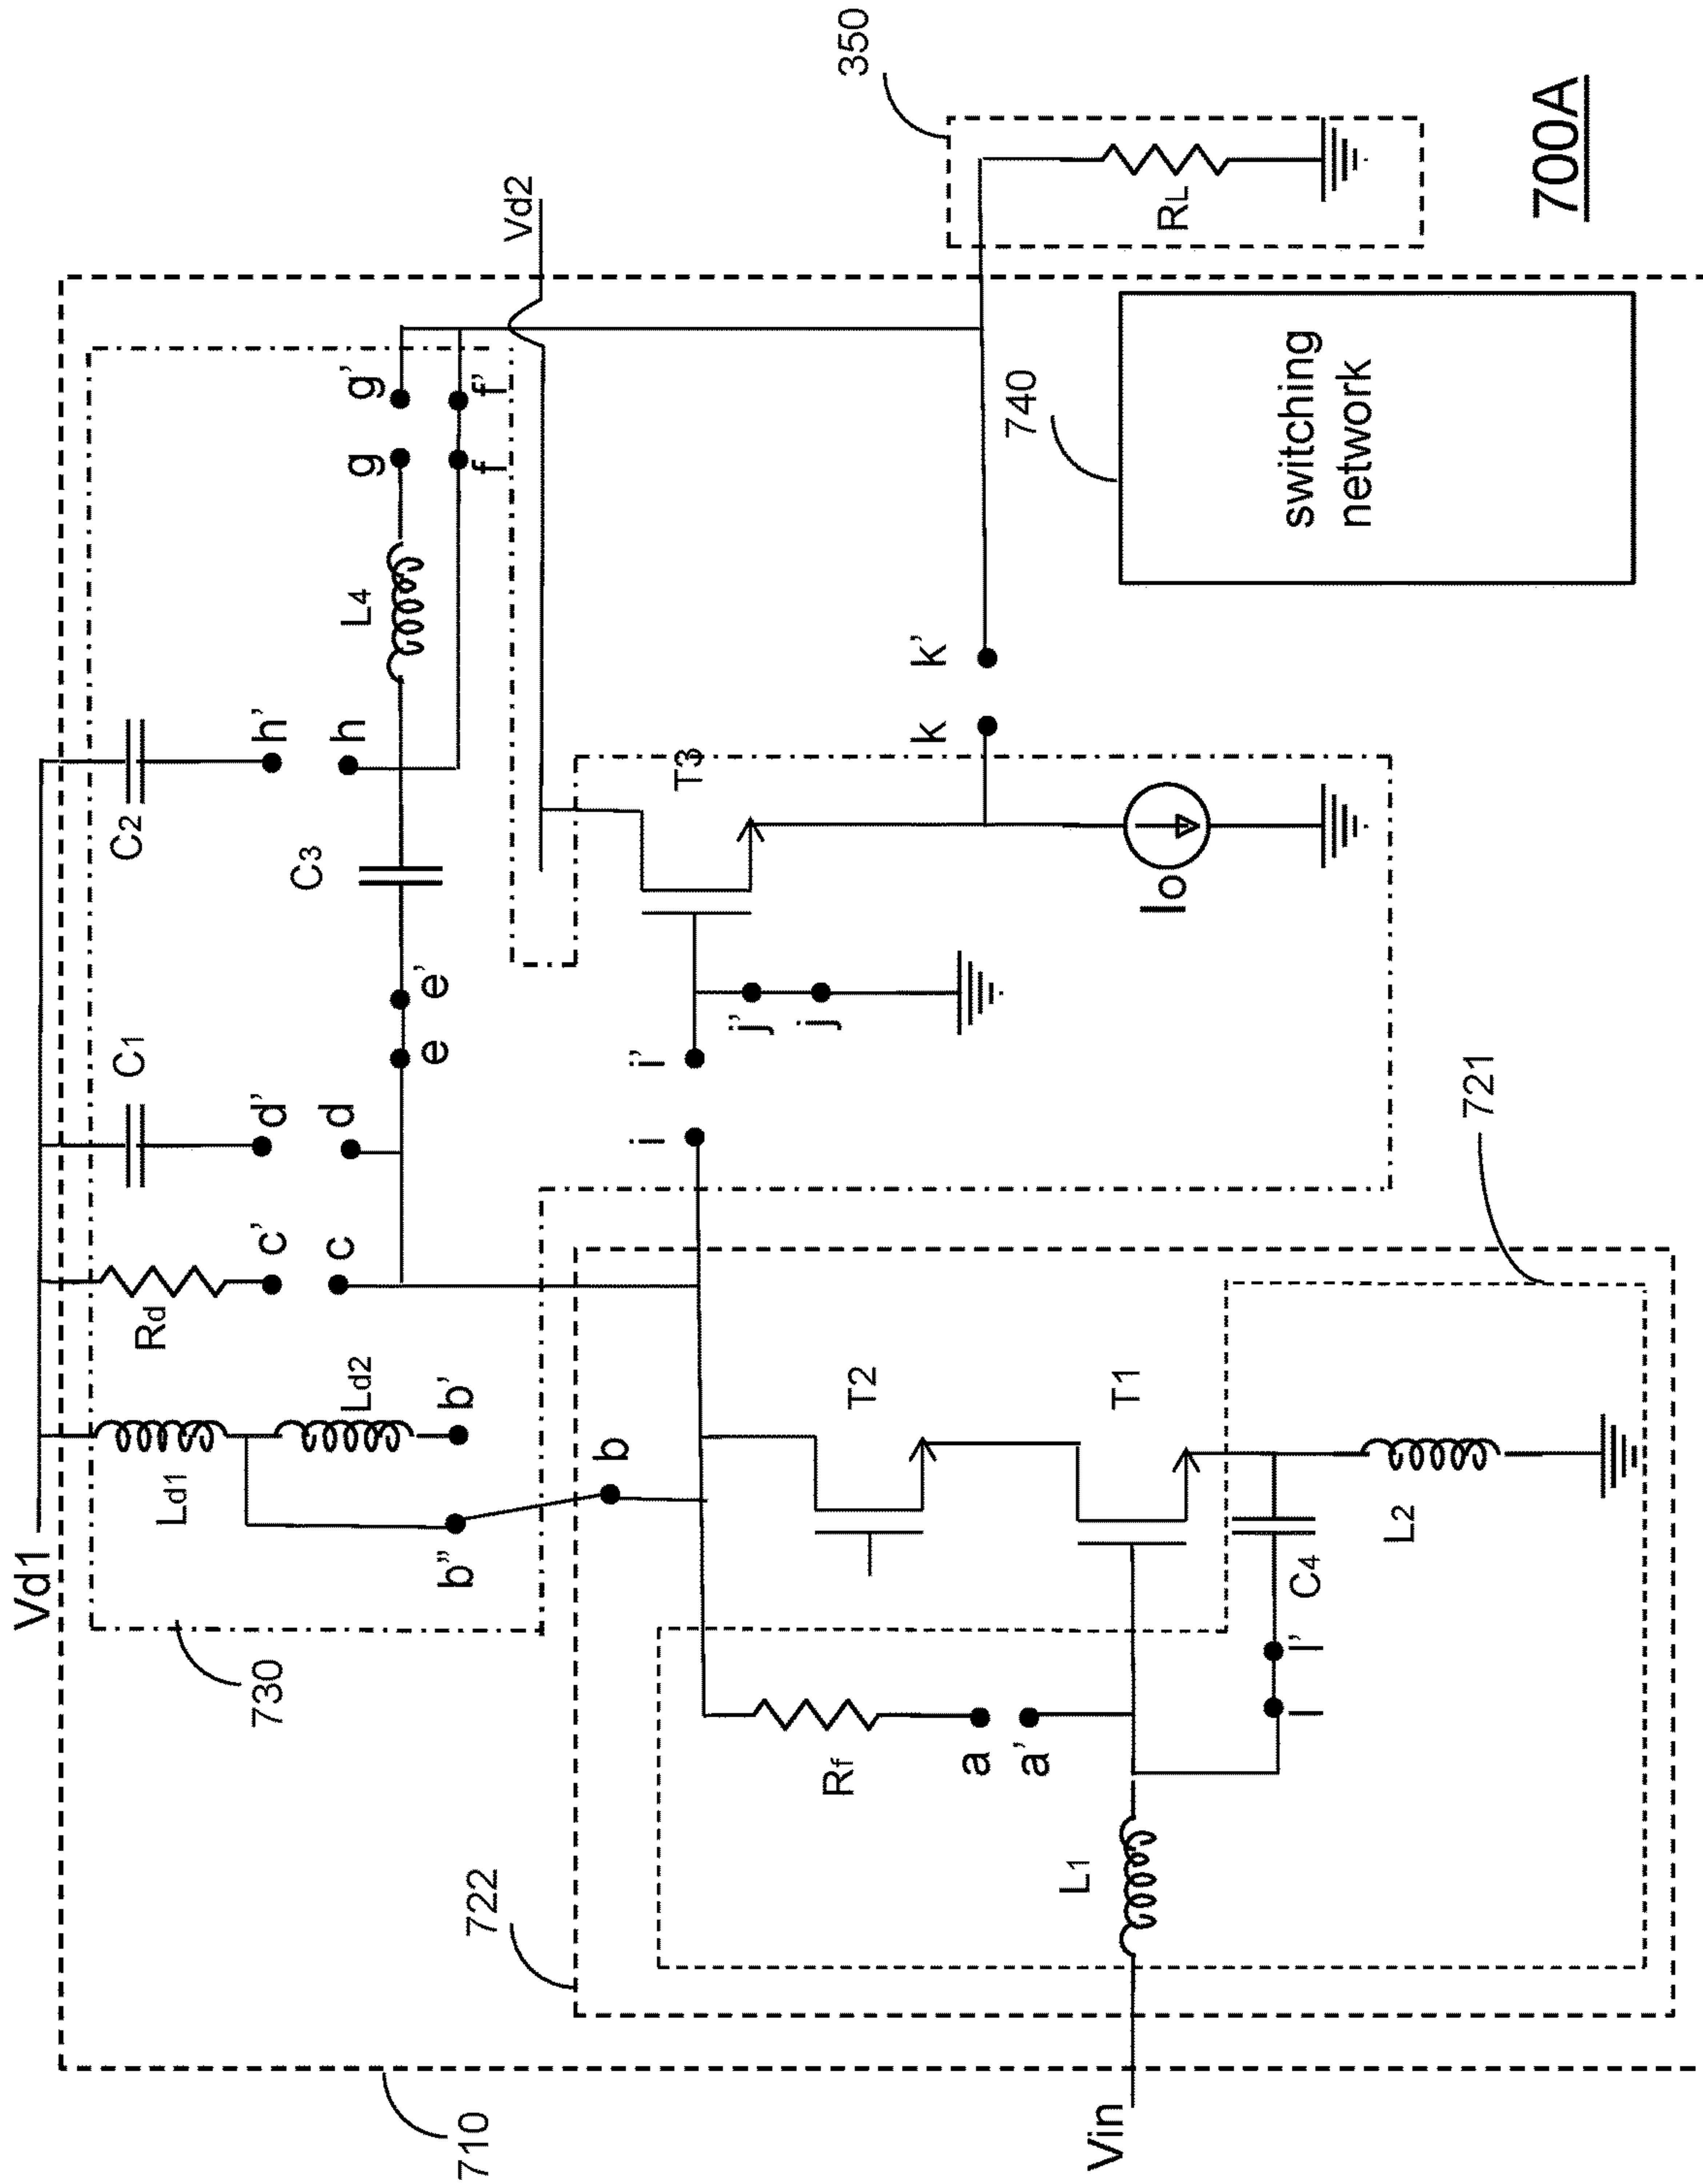 Vd1
Vd2
710
730
722
721
350
740
700A
Ld1
Ld2
Rd
C1
C2
C3
L4
b''
b'
b
c'
c
d'
d
e
e'
h'
h
g
g'
f
f'
i
i'
j'
j
k
k'
T3
Io
RL
switching
network
Rf
a
a'
T2
T1
L1
l
l'
C4
L2
Vin